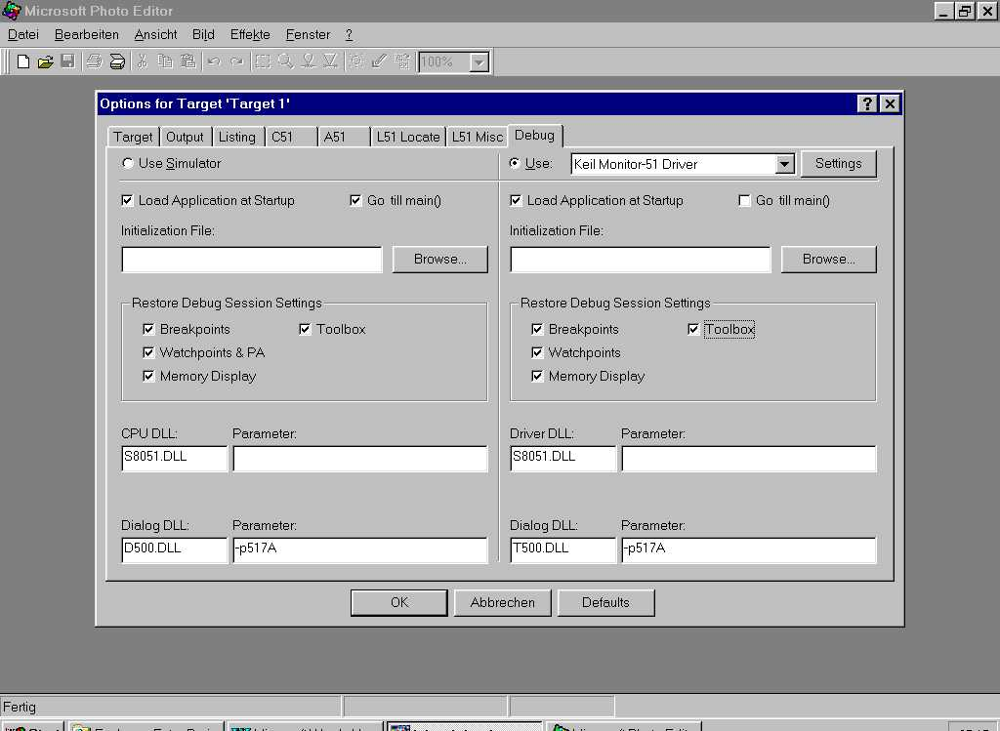 Microsoft Photo Editor
Datei Bearbeiten Ansicht Bild Effekte Fenster ?
100%
Options for Target 'Target 1'
Target Output Listing C51 A51 L51 Locate L51 Misc Debug
Use Simulator
Use: Keil Monitor-51 Driver Settings
Load Application at Startup Go till main()
Load Application at Startup Go till main()
Initialization File:
Initialization File:
Browse...
Browse...
Restore Debug Session Settings
Breakpoints Toolbox
Watchpoints & PA
Memory Display
Restore Debug Session Settings
Breakpoints Toolbox
Watchpoints
Memory Display
CPU DLL: Parameter:
S8051.DLL
Driver DLL: Parameter:
S8051.DLL
Dialog DLL: Parameter:
D500.DLL -p517A
Dialog DLL: Parameter:
T500.DLL -p517A
OK Abbrechen Defaults
Fertig